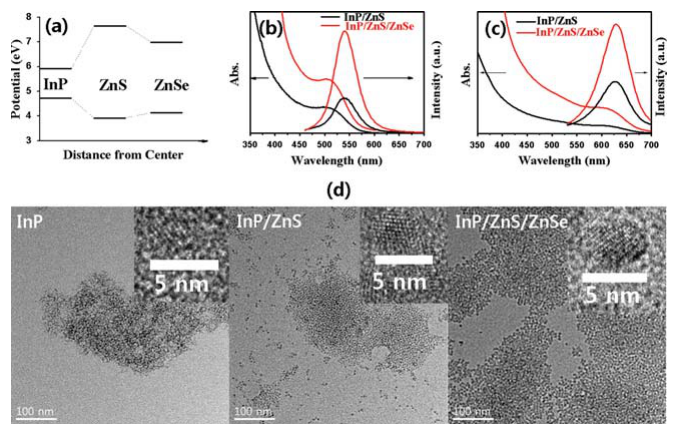 (a)
8
7
6
5
4
3
Potential (eV)
InP
ZnS
ZnSe
Distance from Center
(b)
InP/ZnS
InP/ZnS/ZnSe
Abs.
Intensity (a.u.)
350 400 450 500 550 600 650 700
Wavelength (nm)
(c)
InP/ZnS
InP/ZnS/ZnSe
Abs.
Intensity (a.u.)
350 400 450 500 550 600 650 700
Wavelength (nm)
(d)
InP
5 nm
100 nm
InP/ZnS
5 nm
100 nm
InP/ZnS/ZnSe
5 nm
100 nm